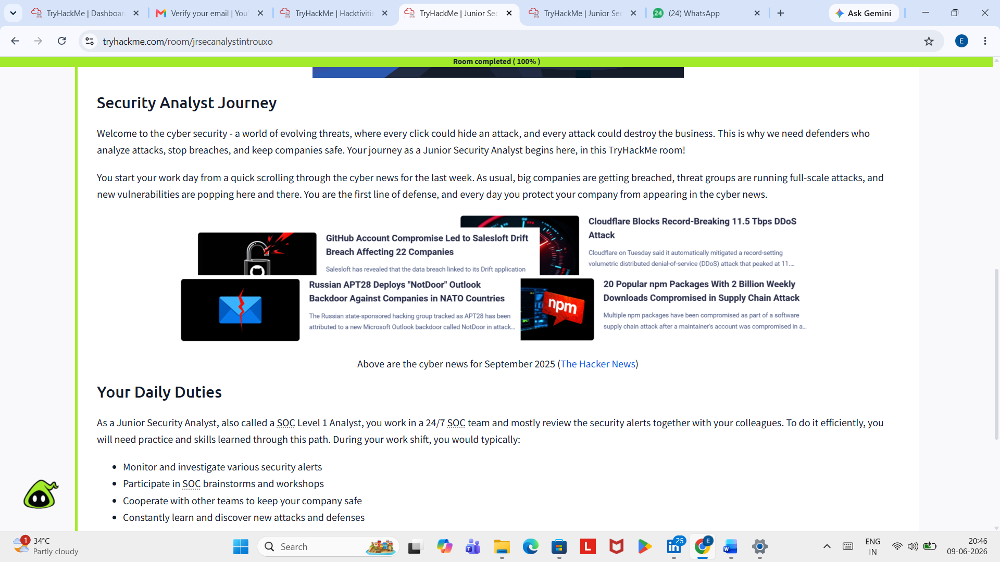 TryHackMe | Dashboar
Verify your email | You'
TryHackMe | Hacktivitie
TryHackMe | Junior Sec
TryHackMe | Junior Sec
24
(24) WhatsApp
Ask Gemini
tryhackme.com/room/jrsecanalystintrouxo
E
Room completed ( 100% )
Security Analyst Journey
Welcome to the cyber security - a world of evolving threats, where every click could hide an attack, and every attack could destroy the business. This is why we need defenders who
analyze attacks, stop breaches, and keep companies safe. Your journey as a Junior Security Analyst begins here, in this TryHackMe room!
You start your work day from a quick scrolling through the cyber news for the last week. As usual, big companies are getting breached, threat groups are running full-scale attacks, and
new vulnerabilities are popping here and there. You are the first line of defense, and every day you protect your company from appearing in the cyber news.
GitHub Account Compromise Led to Salesloft Drift
Breach Affecting 22 Companies
Salesloft has revealed that the data breach linked to its Drift application
Cloudflare Blocks Record-Breaking 11.5 Tbps DDoS
Attack
Cloudflare on Tuesday said it automatically mitigated a record-setting
volumetric distributed denial-of-service (DDoS) attack that peaked at 11....
Russian APT28 Deploys "NotDoor" Outlook
Backdoor Against Companies in NATO Countries
The Russian state-sponsored hacking group tracked as APT28 has been
attributed to a new Microsoft Outlook backdoor called NotDoor in attack...
npm
20 Popular npm Packages With 2 Billion Weekly
Downloads Compromised in Supply Chain Attack
Multiple npm packages have been compromised as part of a software
supply chain attack after a maintainer's account was compromised in a...
Above are the cyber news for September 2025 (The Hacker News)
Your Daily Duties
As a Junior Security Analyst, also called a SOC Level 1 Analyst, you work in a 24/7 SOC team and mostly review the security alerts together with your colleagues. To do it efficiently, you
will need practice and skills learned through this path. During your work shift, you would typically:
• Monitor and investigate various security alerts
• Participate in SOC brainstorms and workshops
• Cooperate with other teams to keep your company safe
• Constantly learn and discover new attacks and defenses
1
34°C
Partly cloudy
Search
L
in
25
E
W
ENG
IN
20:46
09-06-2026